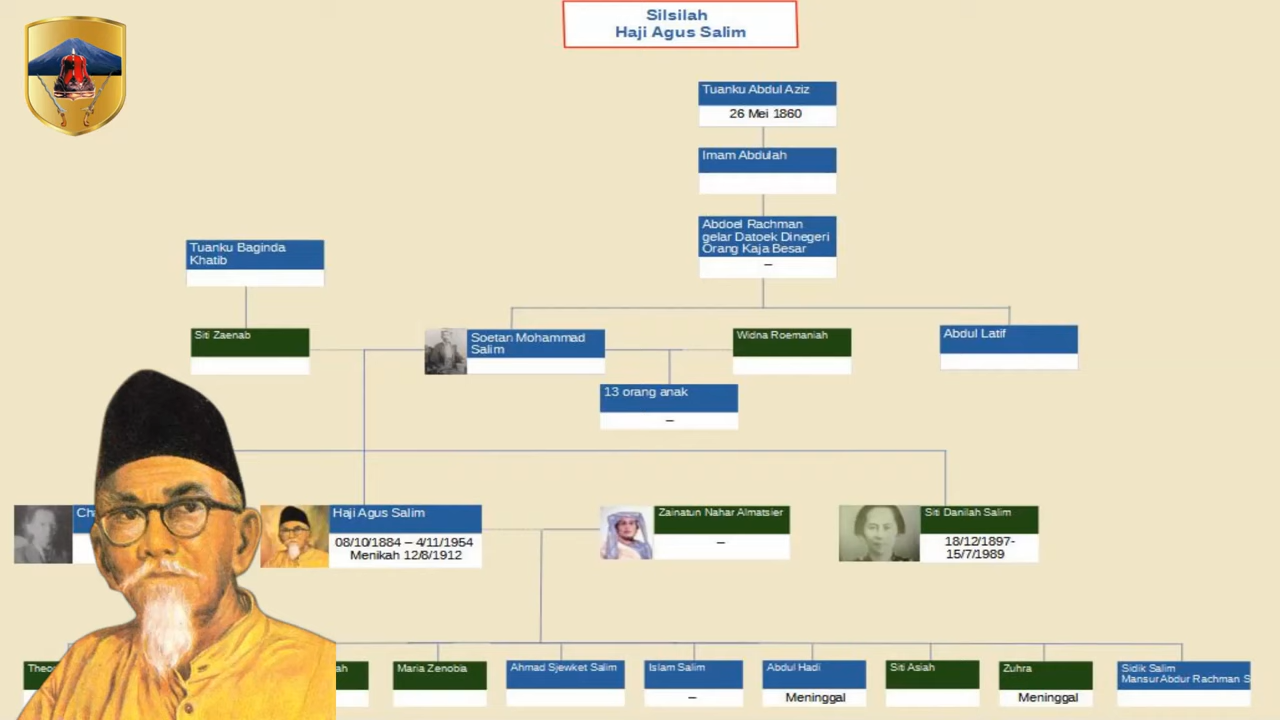 Silsilah
Haji Agus Salim
Tuanku Abdul Aziz
26 Mei 1860
Imam Abdulah
Abdoel Rachman
gelar Datoek Dinegeri
Orang Kaja Besar
–
Tuanku Baginda
Khatib
Siti Zaenab
Soetan Mohammad
Salim
Widna Roemaniah
Abdul Latif
13 orang anak
–
Haji Agus Salim
08/10/1884 – 4/11/1954
Menikah 12/8/1912
Zainatun Nahar Almatsier
–
Siti Danilah Salim
18/12/1897-
15/7/1989
Maria Zenobia
Ahmad Sjewket Salim
Islam Salim
–
Abdul Hadi
Meninggal
Siti Asiah
Zuhra
Meninggal
Sidik Salim
Mansur Abdur Rachman S